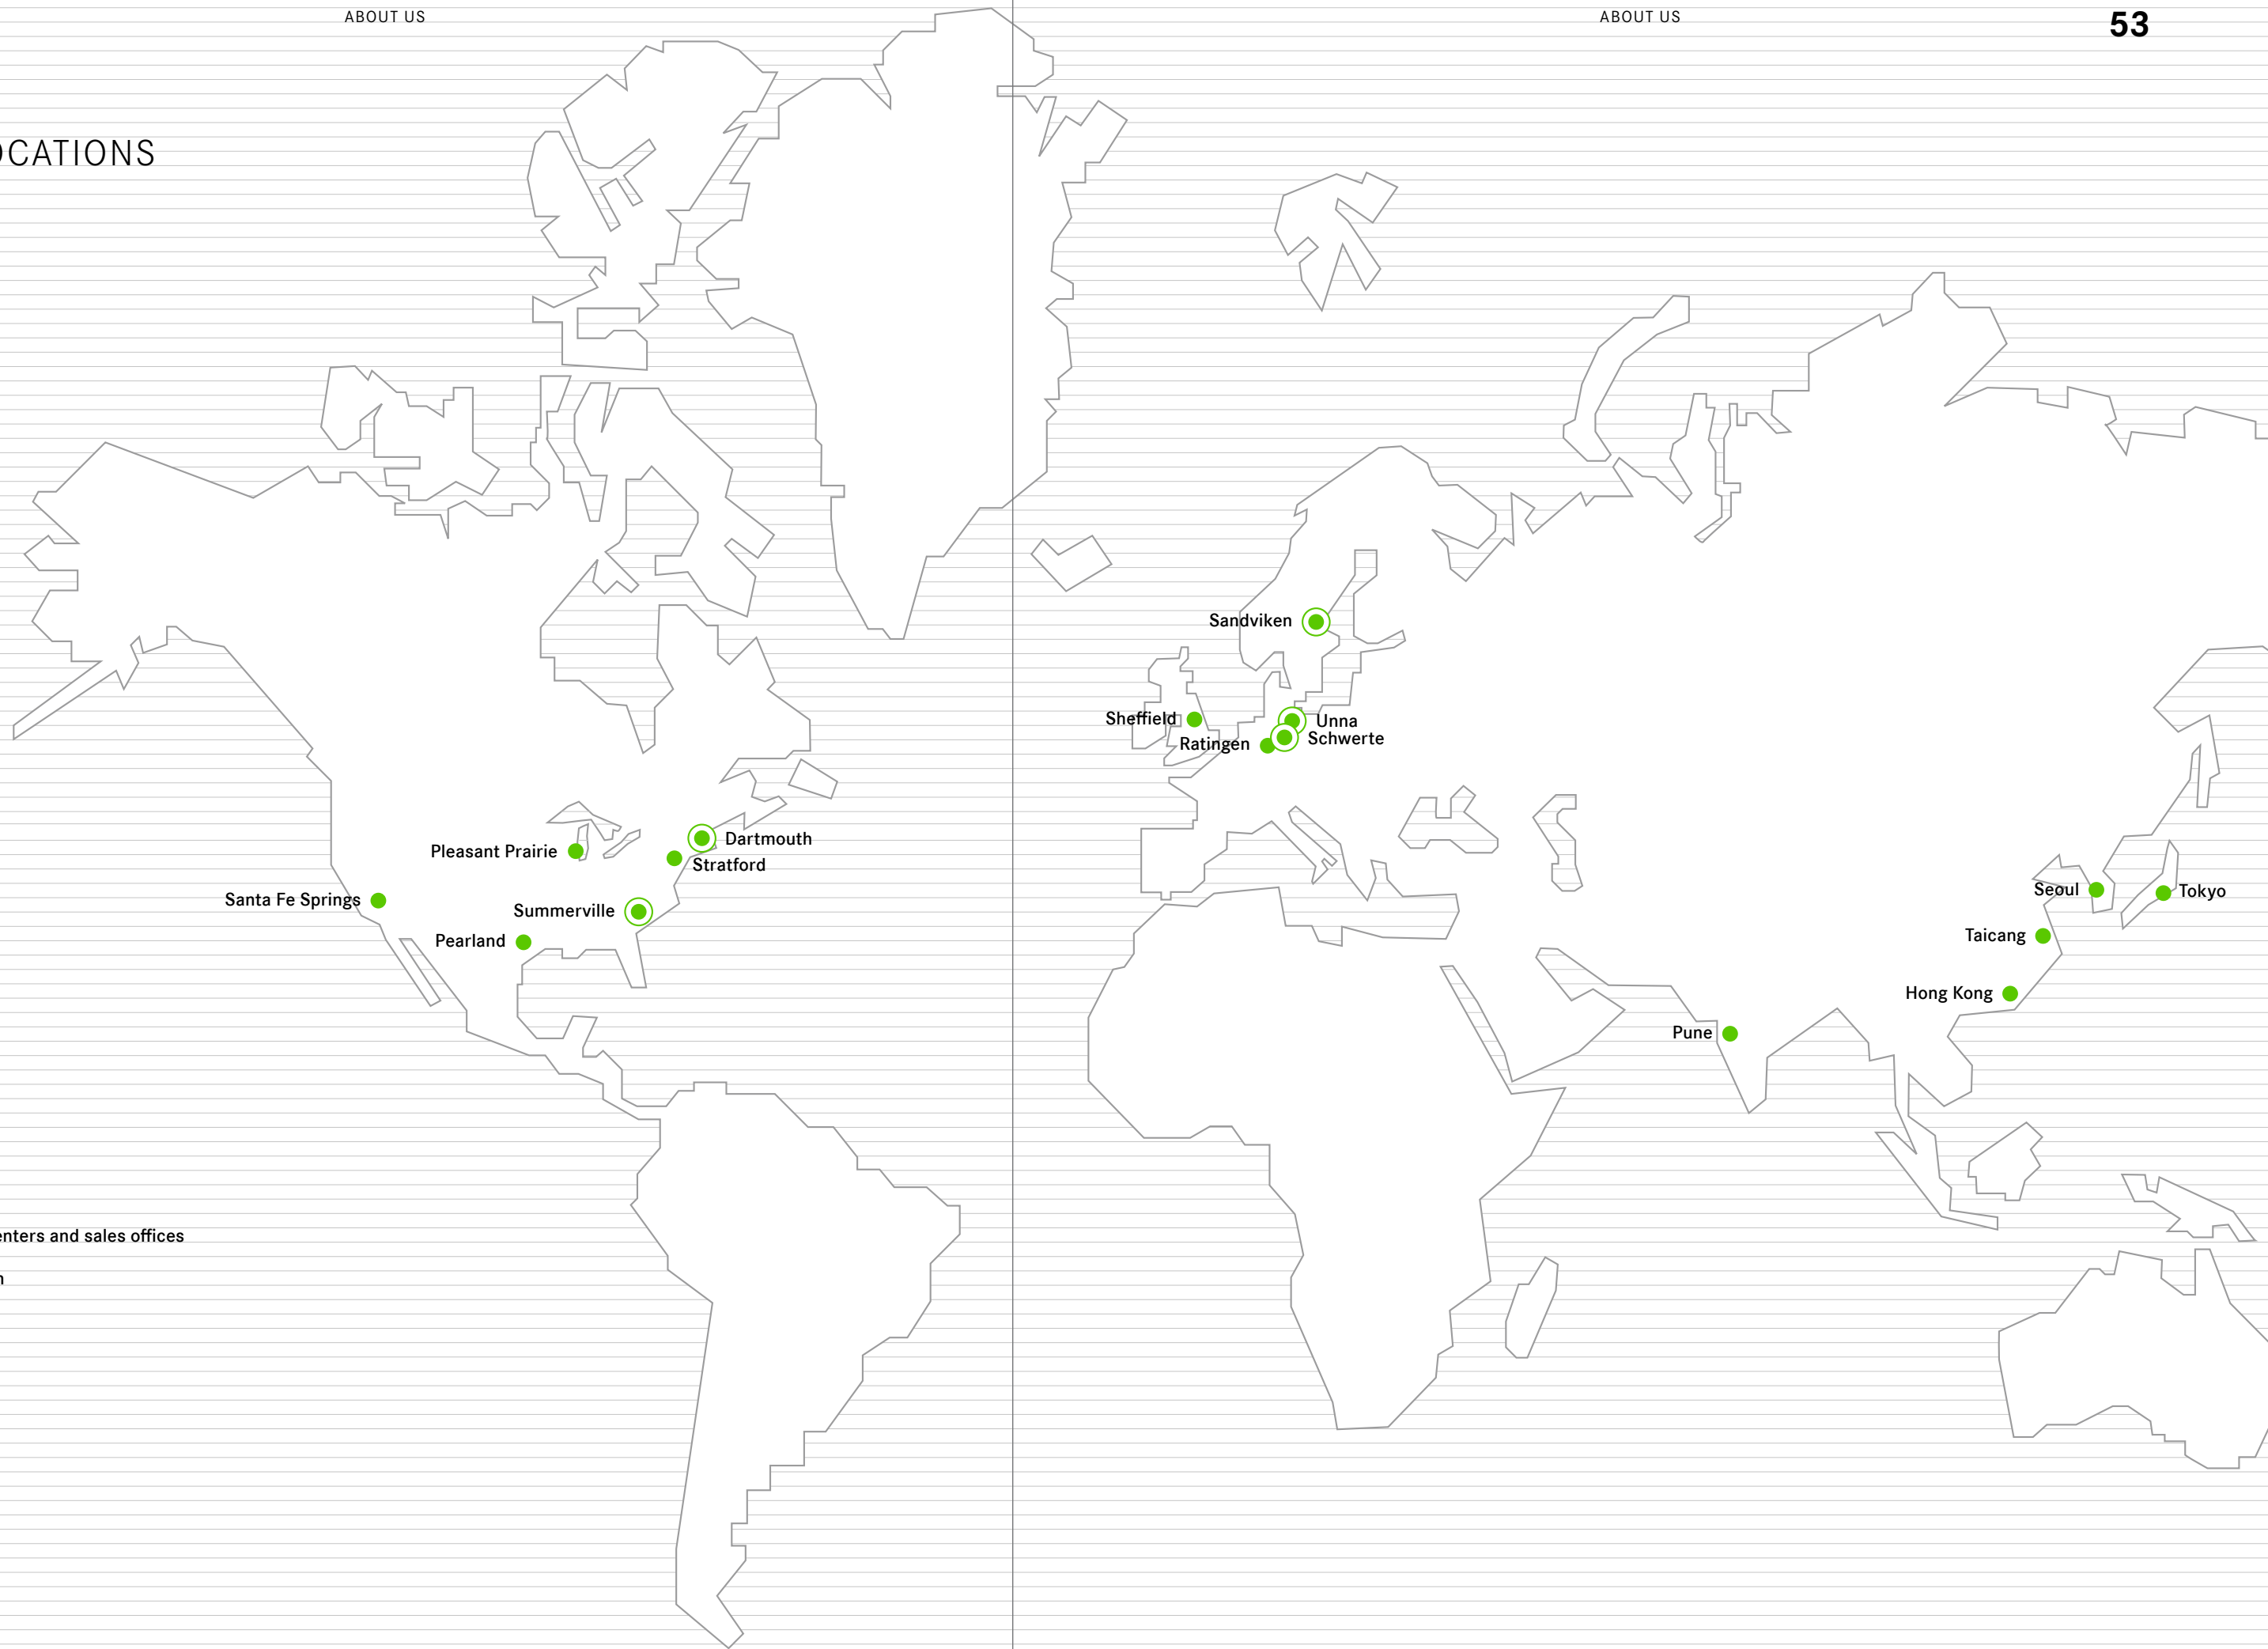 ABOUT US
ABOUT US
53
OCATIONS
Sandviken
Sheffield
Unna
Ratingen
Schwerte
Dartmouth
Pleasant Prairie
Stratford
Santa Fe Springs
Summerville
Pearland
Seoul
Tokyo
Taicang
Hong Kong
Pune
enters and sales offices
n